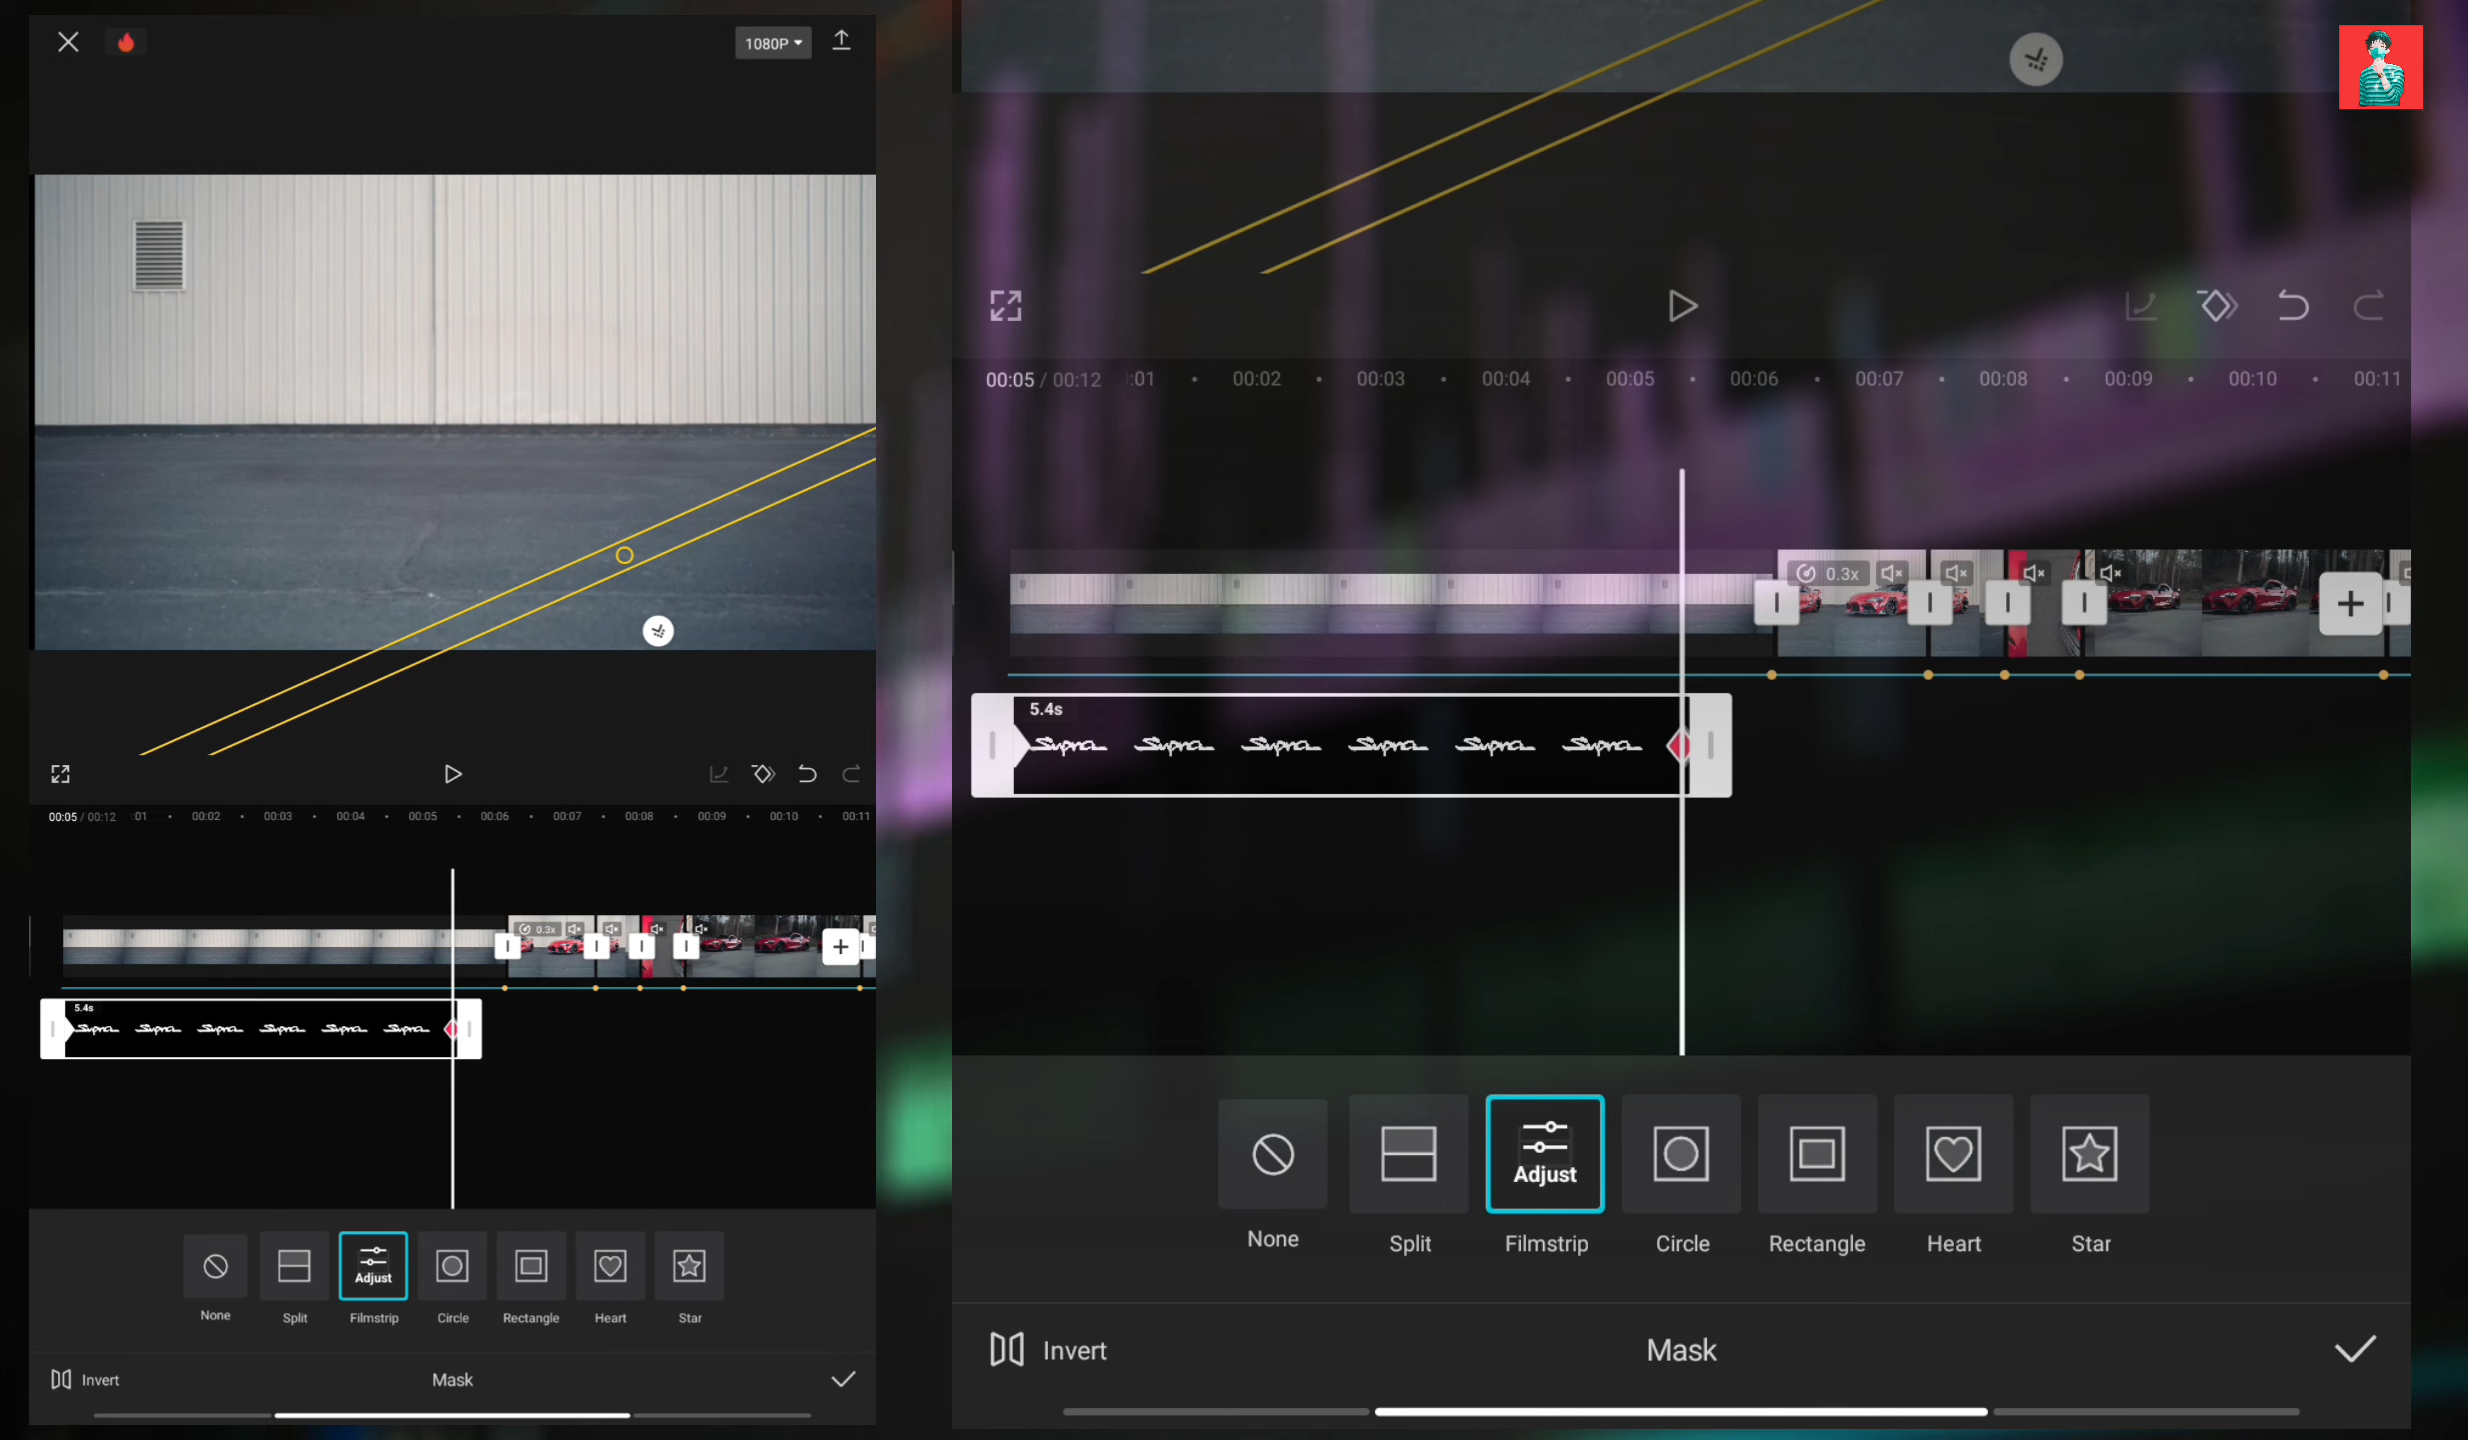 1080P
00:05 / 00:12 :01 00:02 00:03 00:04 00:05 00:06 00:07 00:08 00:09 00:10 00:11
0.3x
5.4s
Supra Supra Supra Supra Supra Supra
Adjust
None Split Filmstrip Circle Rectangle Heart Star
Invert Mask
00:05 / 00:12 :01 00:02 00:03 00:04 00:05 00:06 00:07 00:08 00:09 00:10 00:11
0.3x
5.4s
Supra Supra Supra Supra Supra Supra
Adjust
None Split Filmstrip Circle Rectangle Heart Star
Invert Mask